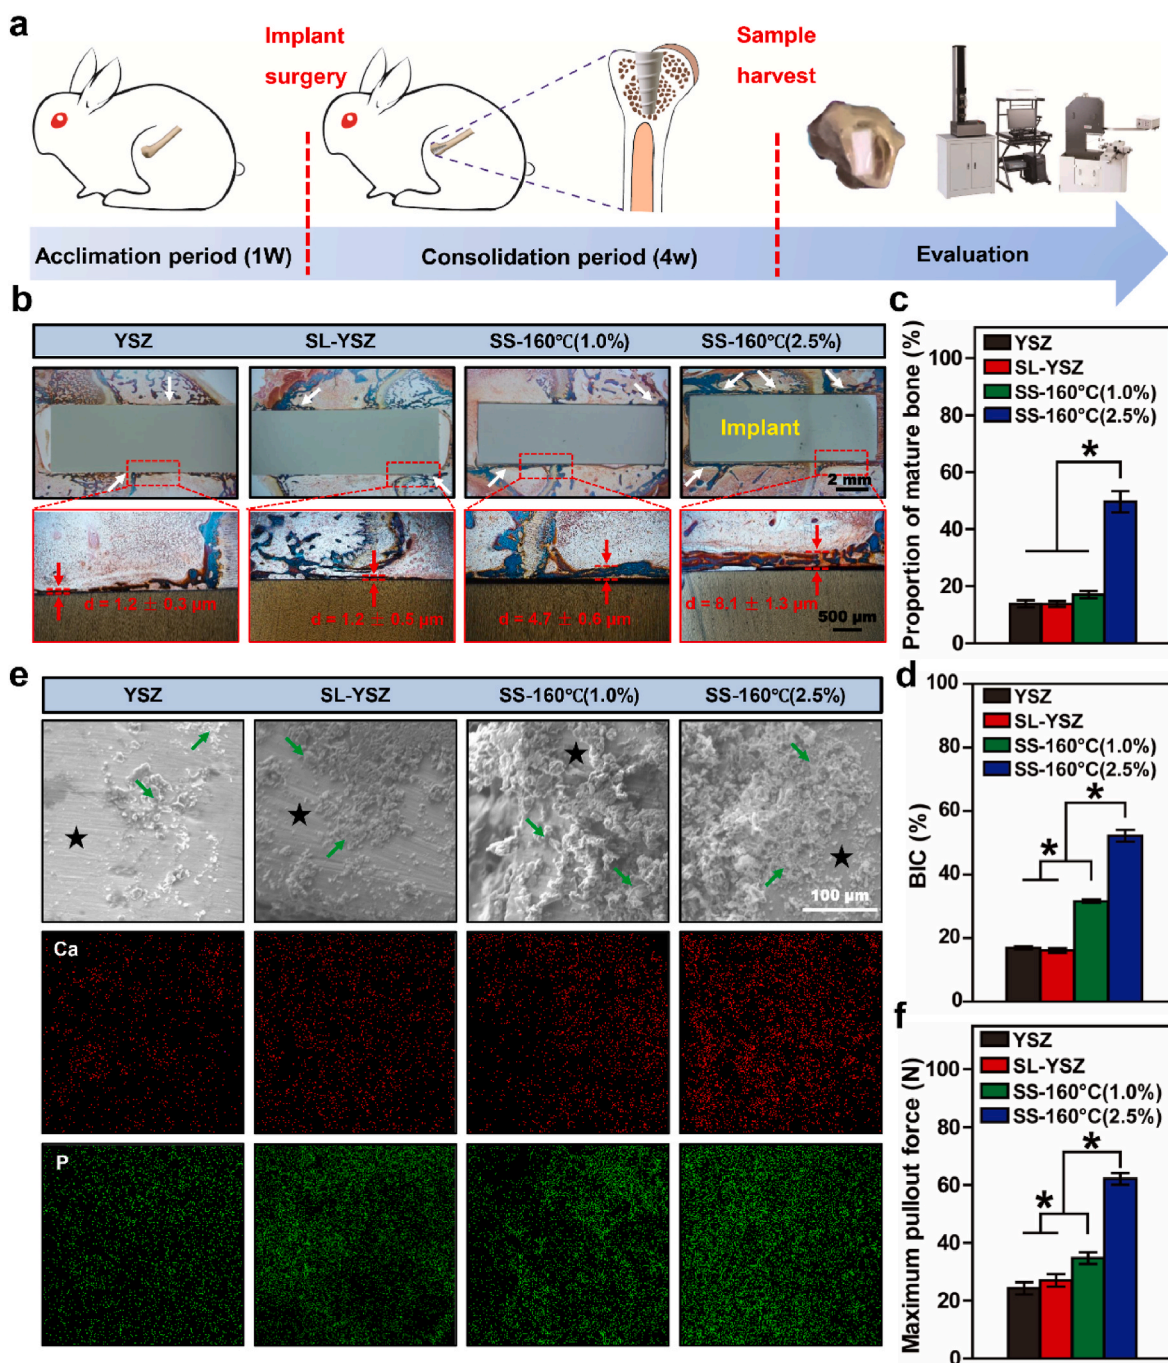 a
Implant
surgery
Sample
harvest
Acclimation period (1W)
Consolidation period (4w)
Evaluation
b
YSZ
SL-YSZ
SS-160℃(1.0%)
SS-160℃(2.5%)
Implant
2 mm
d = 1.2 ± 0.3 μm
d = 1.2 ± 0.5 μm
d = 4.7 ± 0.6 μm
d = 8.1 ± 1.3 μm
500 μm
c
Proportion of mature bone (%)
100
80
60
40
20
0
YSZ
SL-YSZ
SS-160°C(1.0%)
SS-160°C(2.5%)
*
d
BIC (%)
100
80
60
40
20
0
YSZ
SL-YSZ
SS-160°C(1.0%)
SS-160°C(2.5%)
*
*
e
YSZ
SL-YSZ
SS-160℃(1.0%)
SS-160℃(2.5%)
100 μm
Ca
P
f
Maximum pullout force (N)
100
80
60
40
20
0
YSZ
SL-YSZ
SS-160°C(1.0%)
SS-160°C(2.5%)
*
*